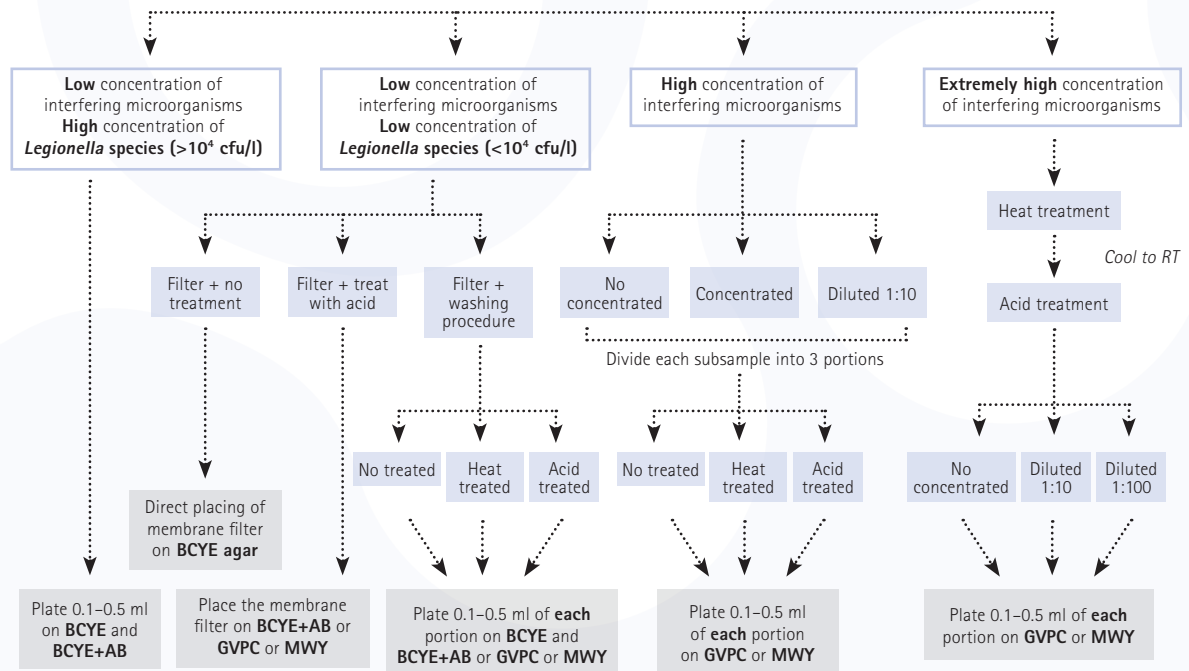 Low concentration of
interfering microorganisms
High concentration of
Legionella species (>10⁴ cfu/l)
Low concentration of
interfering microorganisms
Low concentration of
Legionella species (<10⁴ cfu/l)
High concentration of
interfering microorganisms
Extremely high concentration
of interfering microorganisms
Heat treatment
Cool to RT
Acid treatment
Filter + no
treatment
Filter + treat
with acid
Filter +
washing
procedure
No
concentrated
Concentrated
Diluted 1:10
Divide each subsample into 3 portions
No treated
Heat
treated
Acid
treated
No treated
Heat
treated
Acid
treated
No
concentrated
Diluted
1:10
Diluted
1:100
Direct placing of
membrane filter
on BCYE agar
Plate 0.1–0.5 ml
on BCYE and
BCYE+AB
Place the membrane
filter on BCYE+AB or
GVPC or MWY
Plate 0.1–0.5 ml of each
portion on BCYE and
BCYE+AB or GVPC or MWY
Plate 0.1–0.5 ml
of each portion
on GVPC or MWY
Plate 0.1–0.5 ml of each
portion on GVPC or MWY